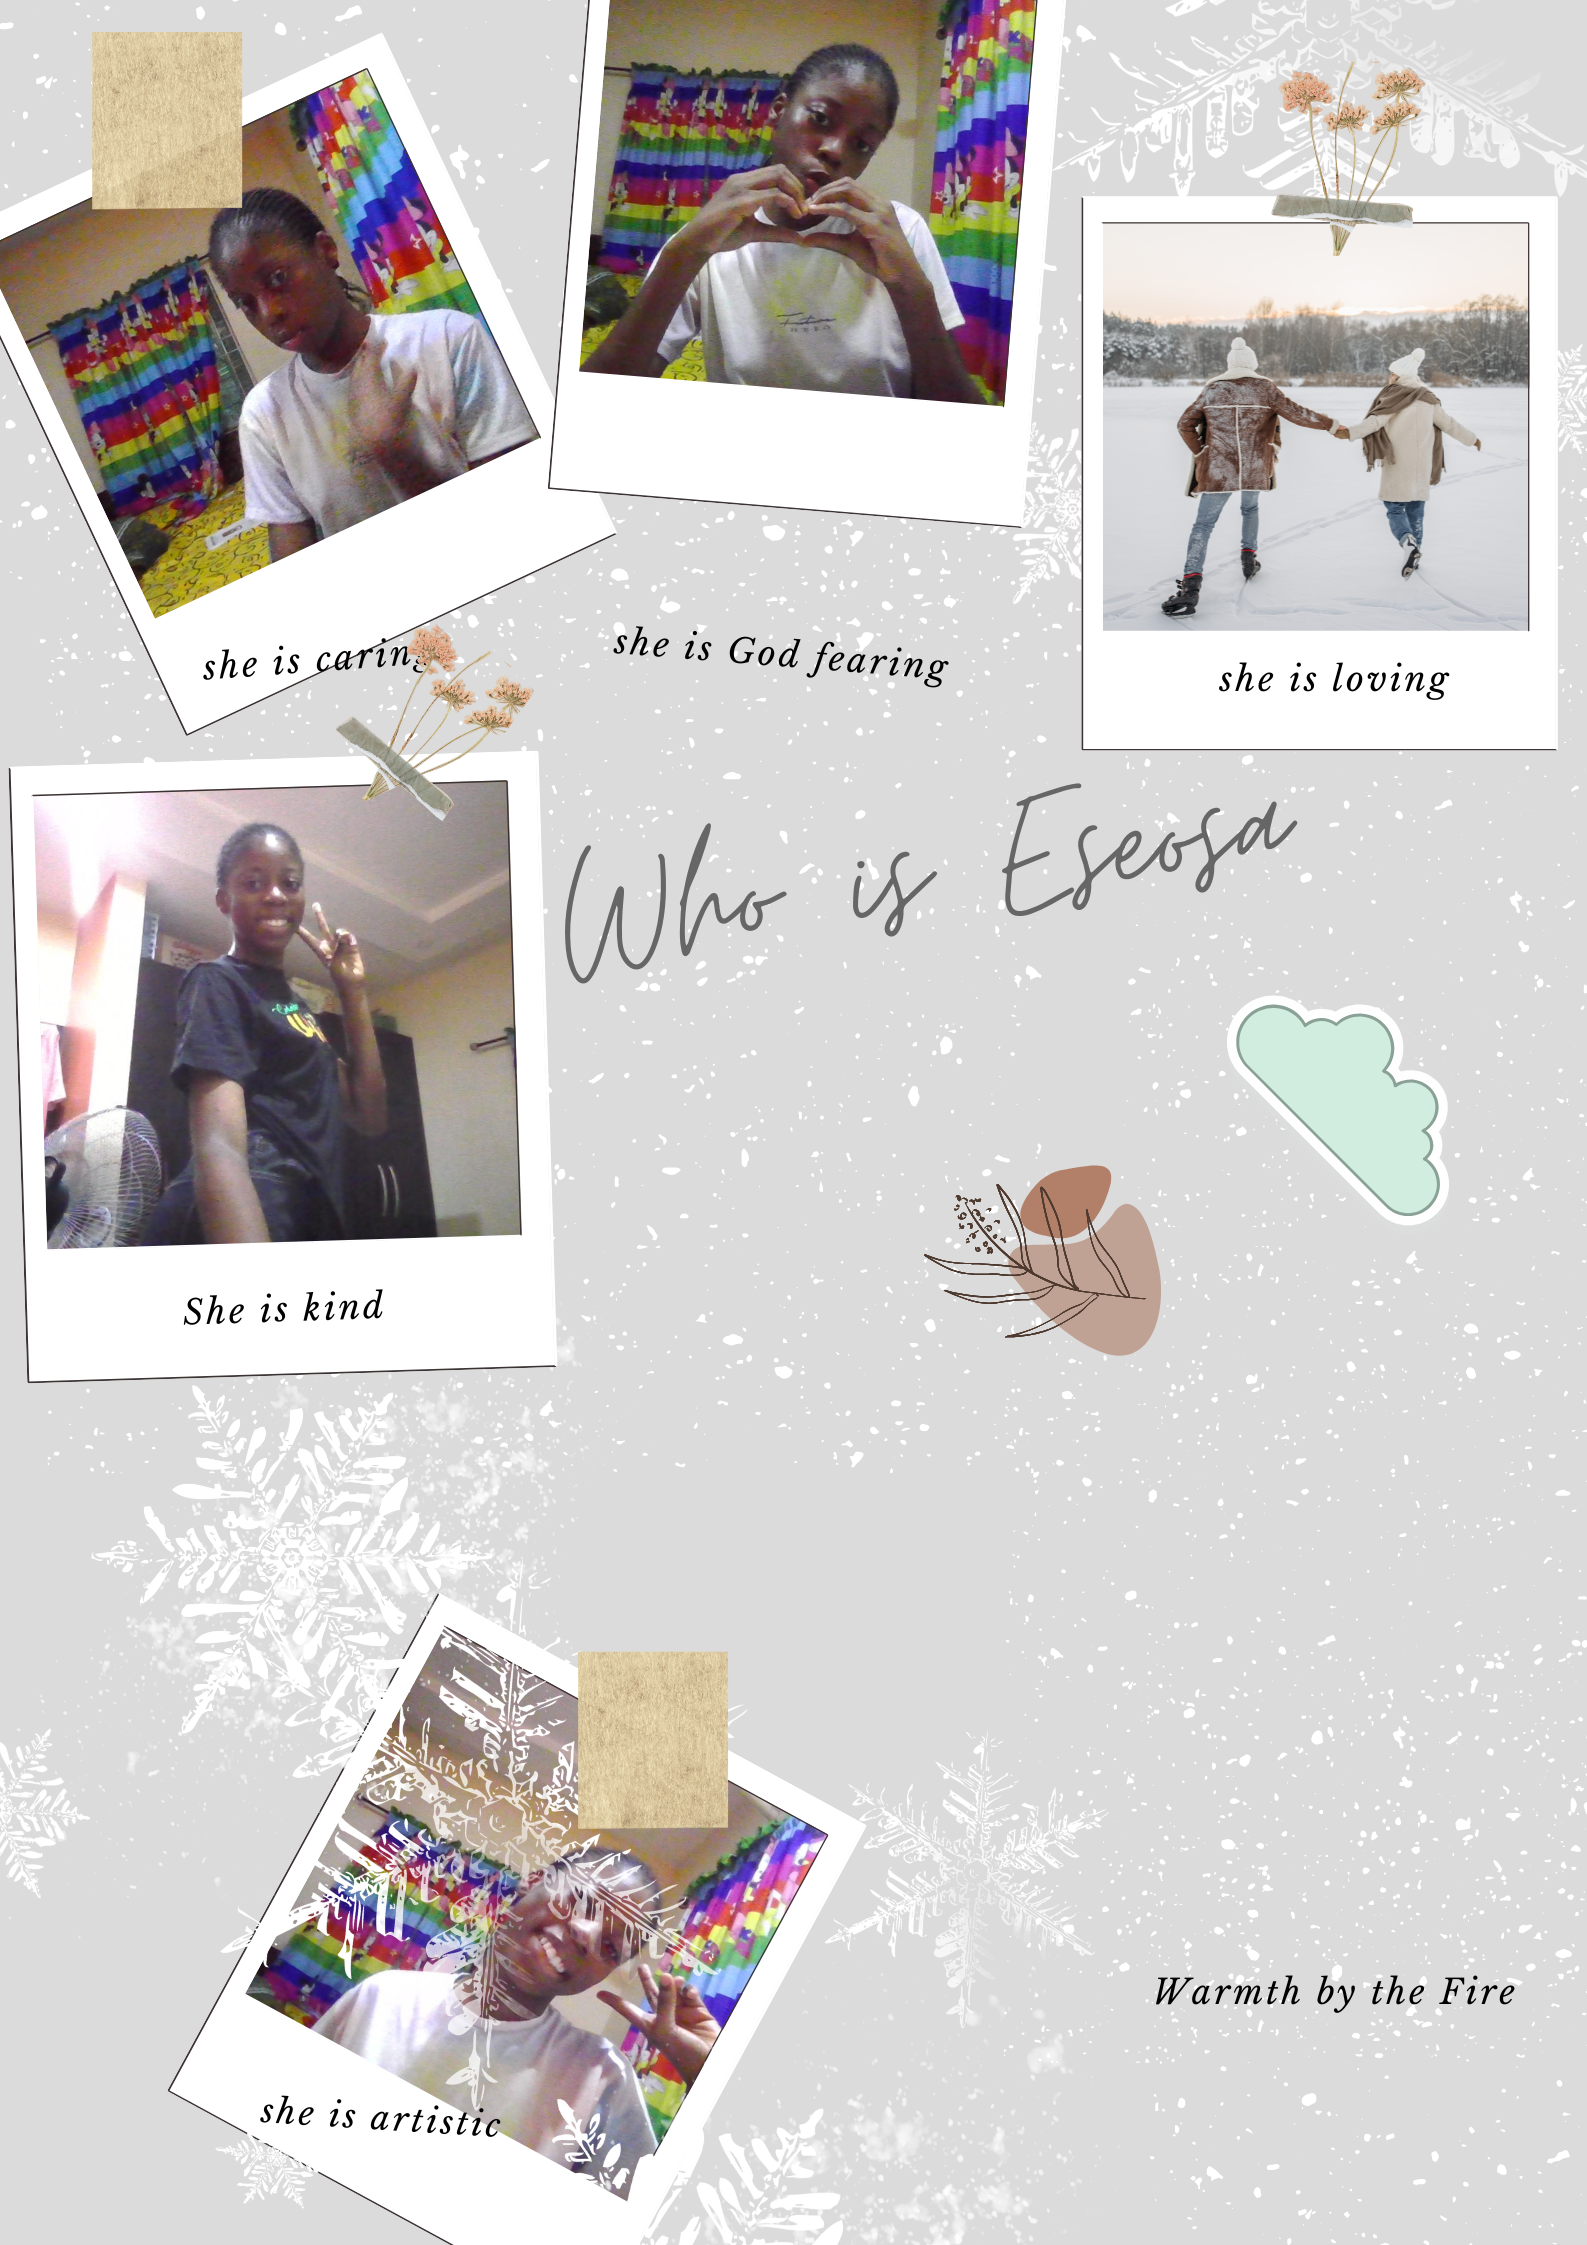 she is caring
she is God fearing
she is loving
Who is Eseosa
She is kind
Warmth by the Fire
she is artistic